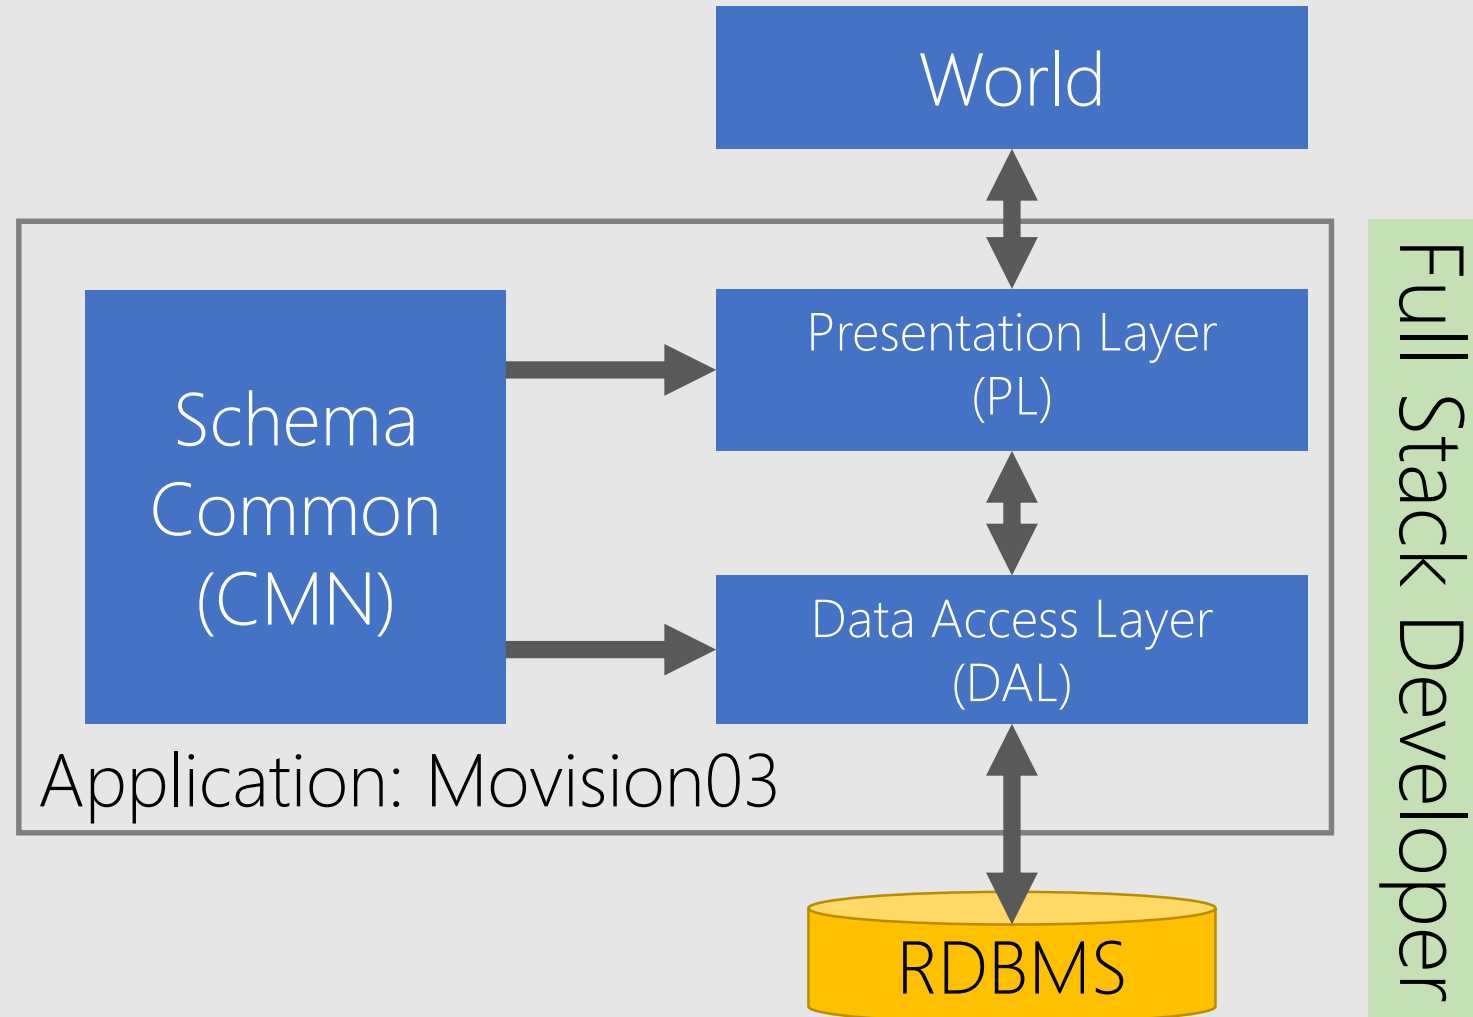 World
Presentation Layer
(PL)
Schema
Common
(CMN)
Data Access Layer
(DAL)
Application: Movision03
RDBMS
Full Stack Developer